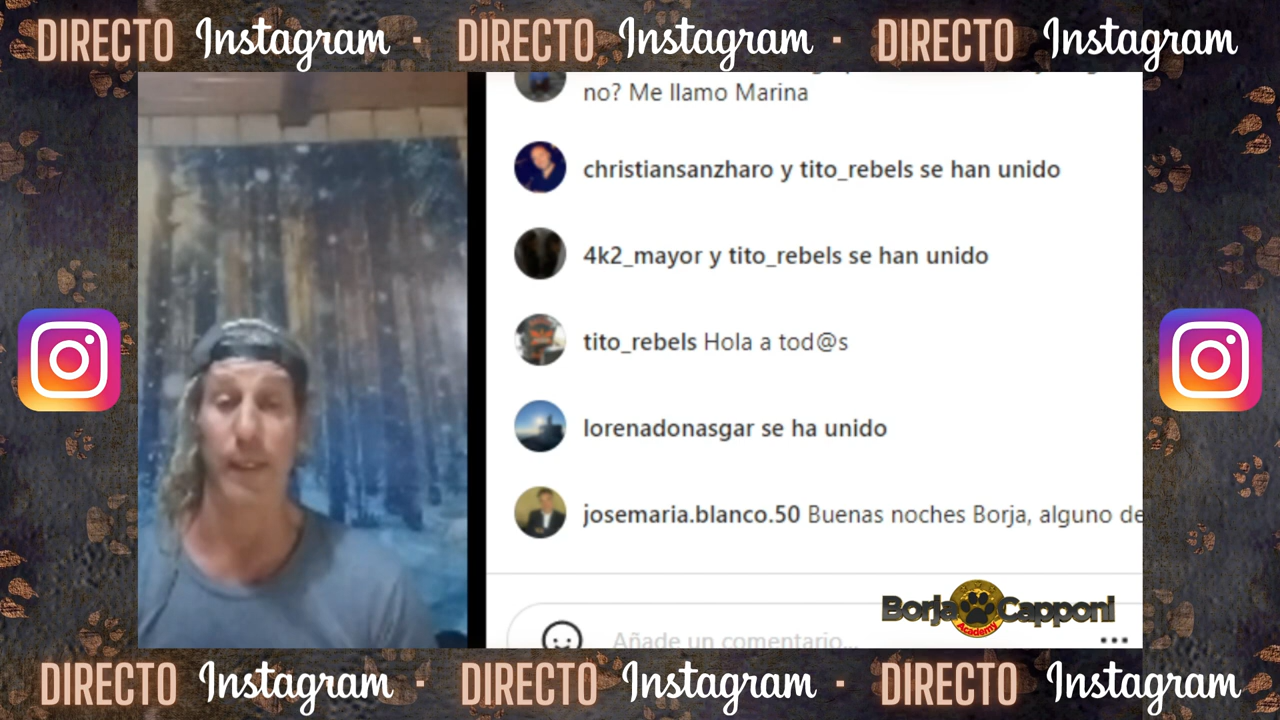 DIRECTO Instagram · DIRECTO Instagram · DIRECTO Instagram
no? Me llamo Marina
christiansanzharo y tito_rebels se han unido
4k2_mayor y tito_rebels se han unido
tito_rebels Hola a tod@s
lorenadonasgar se ha unido
josemaria.blanco.50 Buenas noches Borja, alguno de
Borja Capponi
Academy
Añade un comentario...
DIRECTO Instagram · DIRECTO Instagram · DIRECTO Instagram